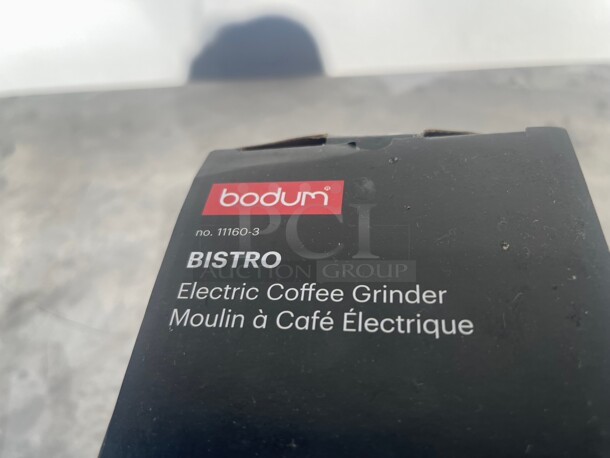 bodum®
no. 11160-3
PCI
AUCTION GROUP
BISTRO
Electric Coffee Grinder
Moulin à Café Électrique